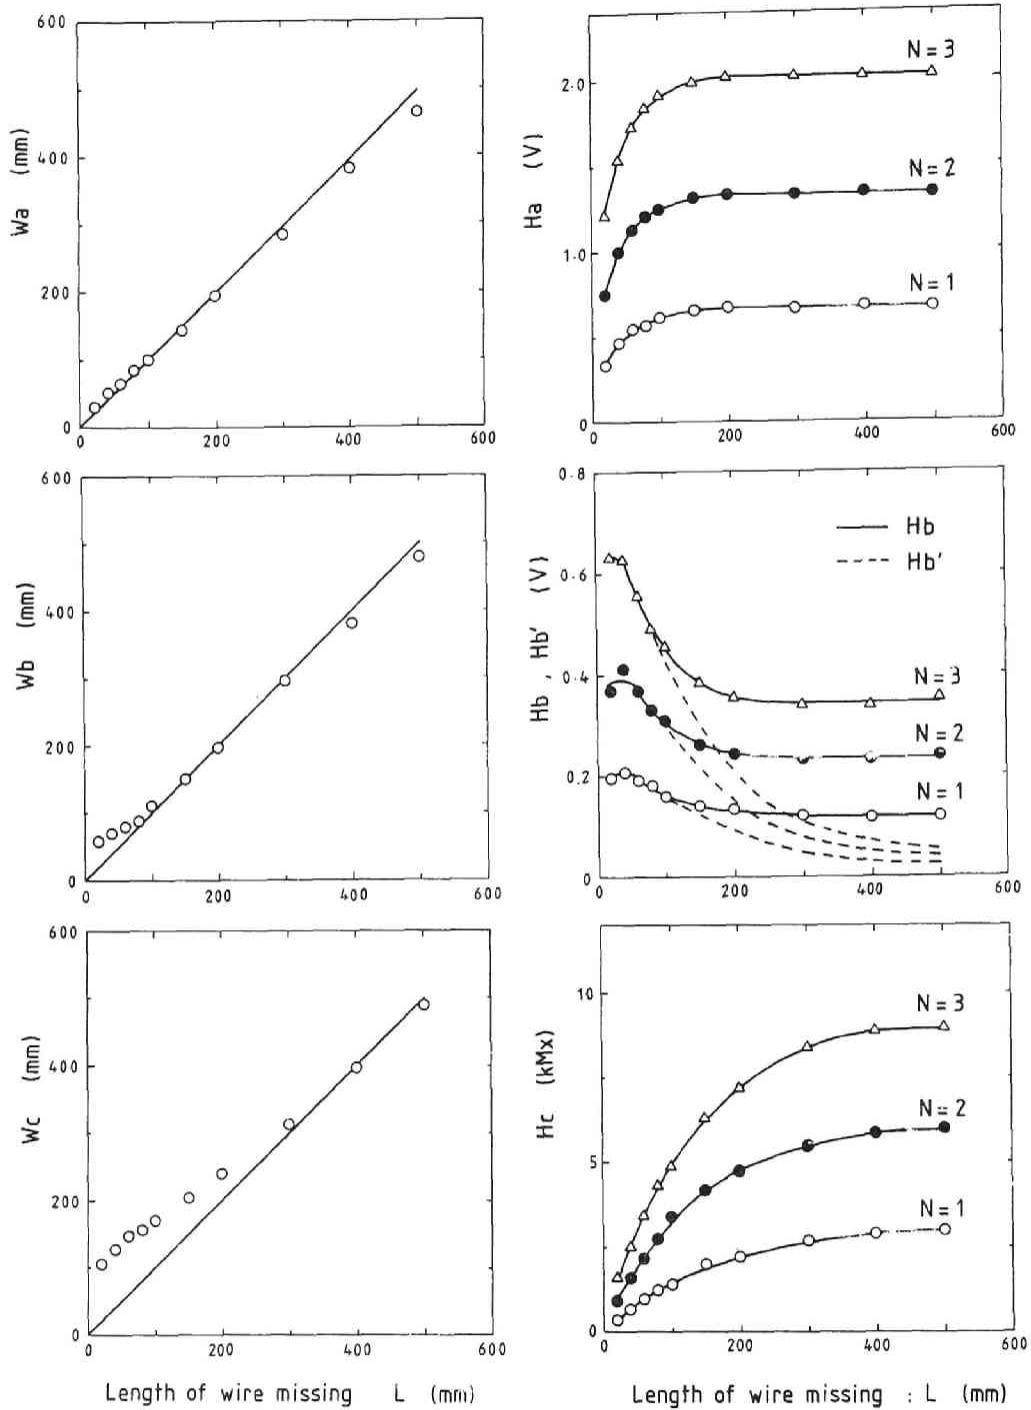 600
400
200
0
0
200
400
600
Wa (mm)
2.0
1.0
0
0
200
400
600
Ha (V)
N = 3
N = 2
N = 1
600
400
200
0
0
200
400
600
Wb (mm)
0.8
0.6
0.4
0.2
0
0
200
400
600
Hb , Hb' (V)
Hb
Hb'
N = 3
N = 2
N = 1
600
400
200
0
0
200
400
600
Wc (mm)
Length of wire missing L (mm)
10
5
0
0
200
400
600
Hc (kMx)
N = 3
N = 2
N = 1
Length of wire missing : L (mm)